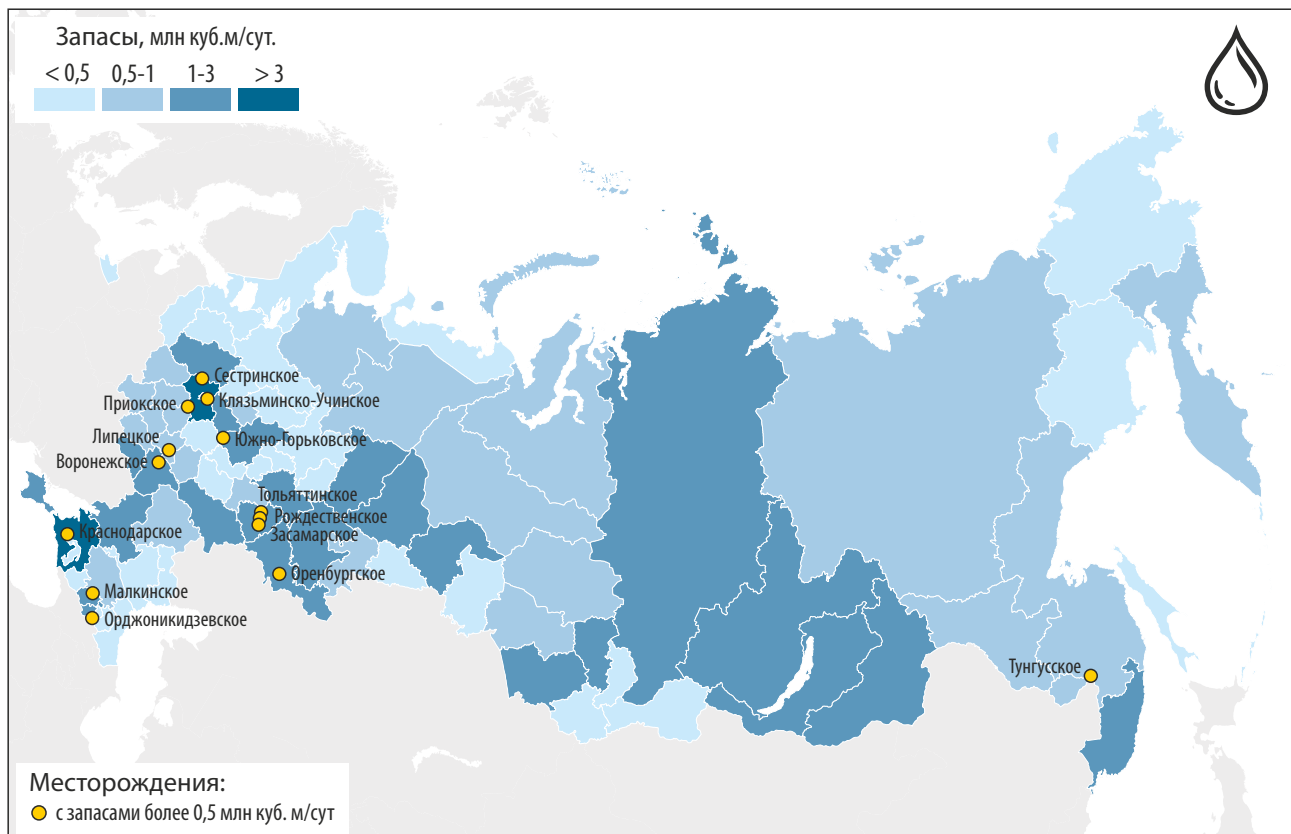 Запасы, млн куб.м/сут.
< 0,5 0,5-1 1-3 > 3
Сестринское
Клязьминско-Учинское
Приокское
Южно-Горьковское
Липецкое
Воронежское
Тольяттинское
Рождественское
Засамарское
Краснодарское
Оренбургское
Малкинское
Орджоникидзевское
Тунгусское
Месторождения:
с запасами более 0,5 млн куб. м/сут